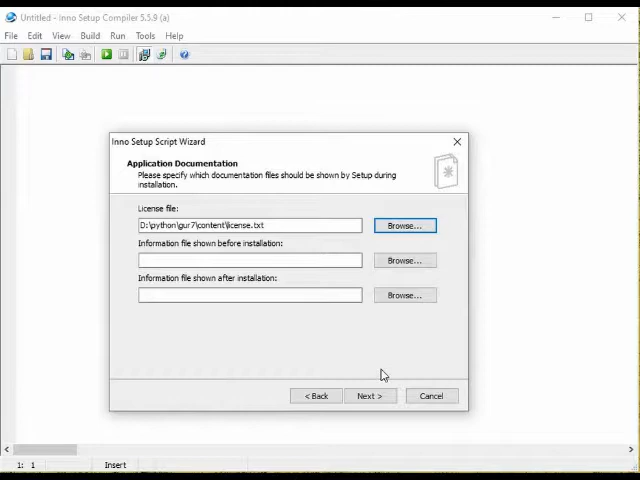 Untitled - Inno Setup Compiler 5.5.9 (a)
File Edit View Build Run Tools Help
Inno Setup Script Wizard
Application Documentation
Please specify which documentation files should be shown by Setup during
installation.
License file:
D:\python\gur7\content\license.txt
Browse...
Information file shown before installation:
Browse...
Information file shown after installation:
Browse...
< Back
Next >
Cancel
1: 1
Insert